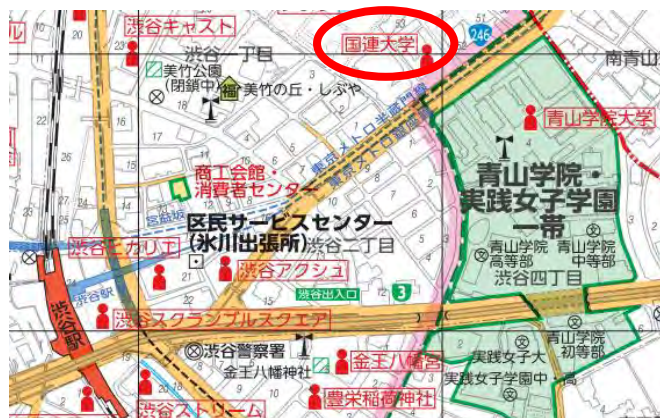 渋谷キャスト
国連大学
246
南青山
渋谷一丁目
美竹公園
(閉鎖中)
福
美竹の丘・しぶや
東京メトロ半蔵門線
東京メトロ銀座線
青山学院大学
商工会館・
消費者センター
青山学院・
実践女子学園
一帯
宮益坂
区民サービスセンター
(氷川出張所)
渋谷二丁目
渋谷ヒカリエ
渋谷アクシュ
青山学院
高等部
青山学院
中等部
渋谷四丁目
渋谷駅
渋谷出入口
3
渋谷スクランブルスクエア
渋谷駅
渋谷警察署
金王八幡神社
金王八幡宮
青山学院
初等部
実践女子大
実践女子学園中・高
渋谷ストリーム
豊栄稲荷神社